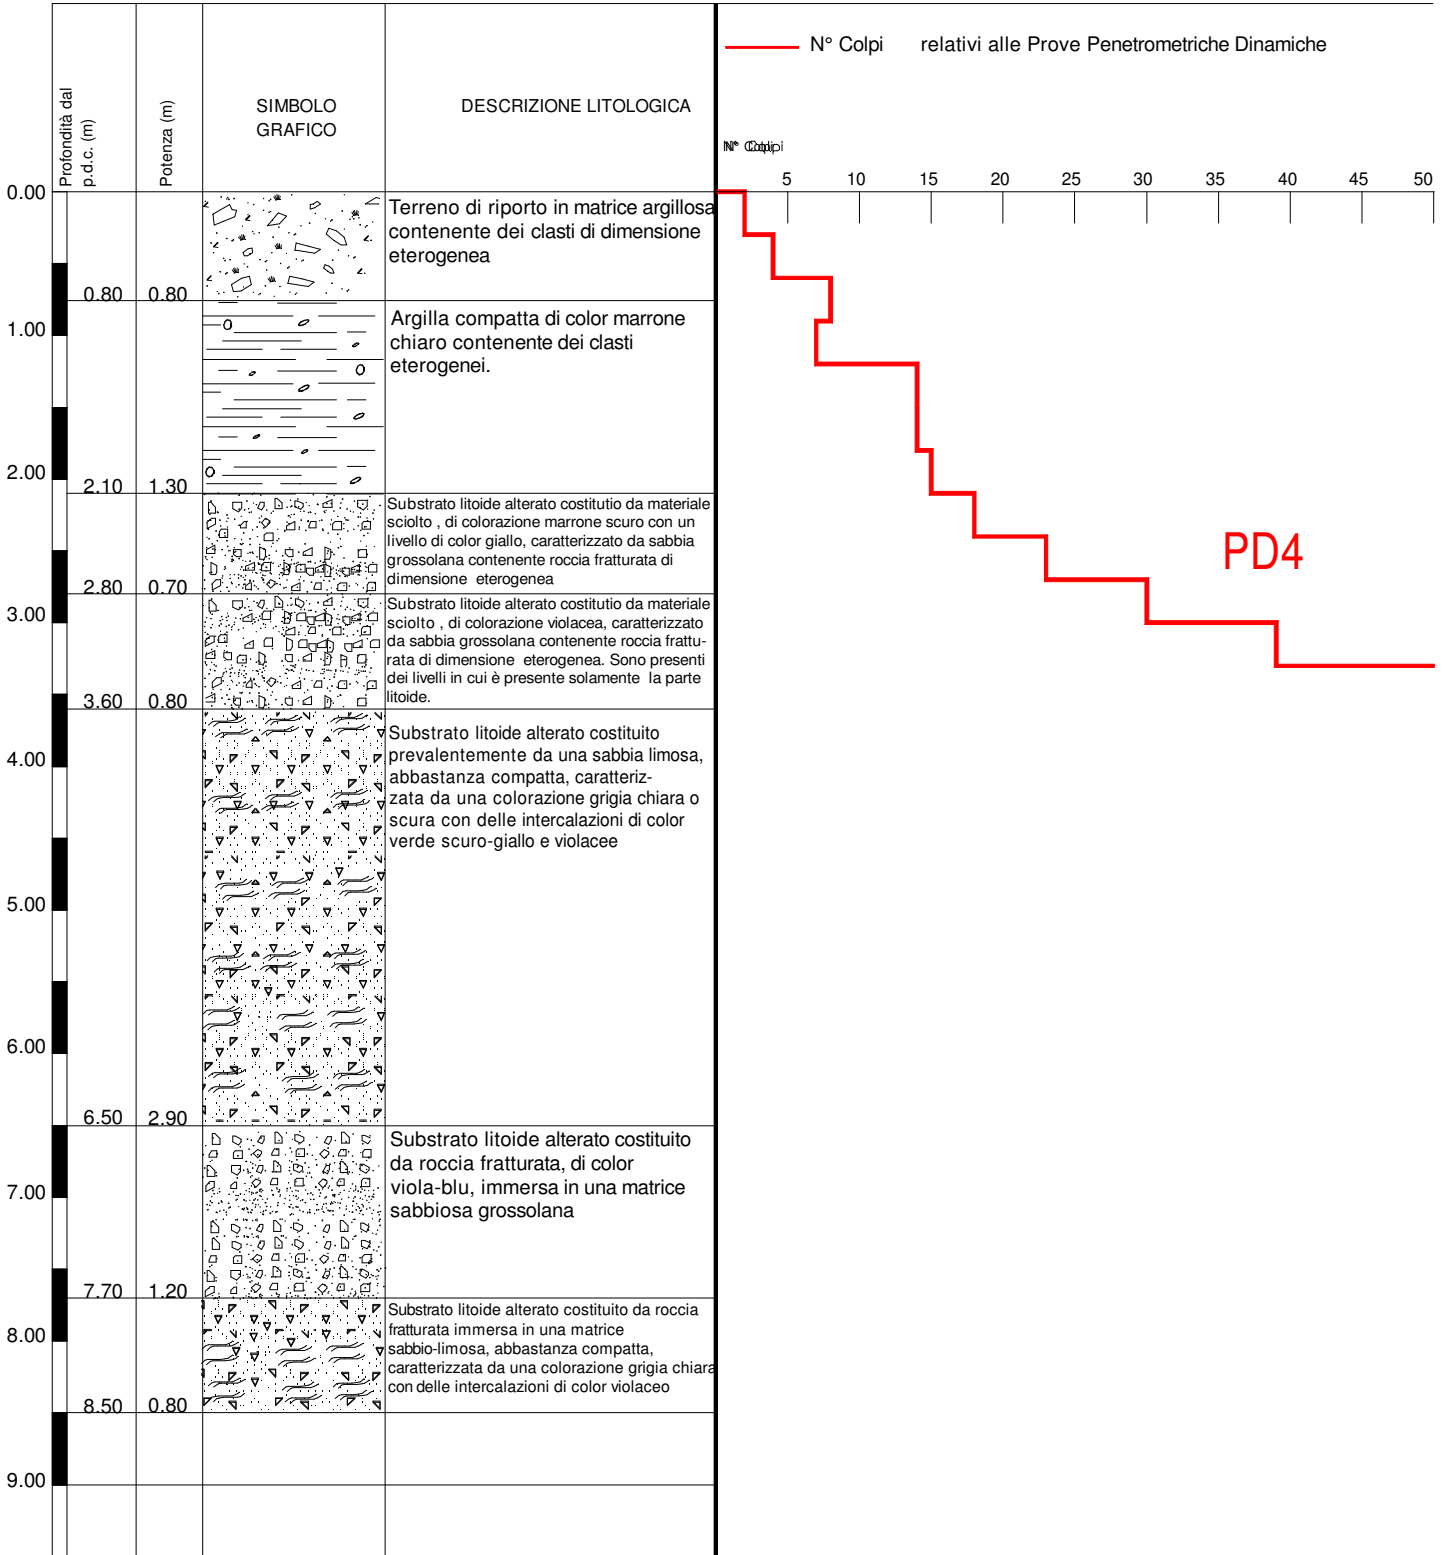 N° Colpi relativi alle Prove Penetrometriche Dinamiche
Profondità dal
p.d.c. (m)
Potenza (m)
SIMBOLO
GRAFICO
DESCRIZIONE LITOLOGICA
N° Colpi
5 10 15 20 25 30 35 40 45 50
0.00
Terreno di riporto in matrice argillosa
contenente dei clasti di dimensione
eterogenea
0.80 0.80
1.00
Argilla compatta di color marrone
chiaro contenente dei clasti
eterogenei.
2.00
2.10 1.30
Substrato litoide alterato costitutio da materiale
sciolto , di colorazione marrone scuro con un
livello di color giallo, caratterizzato da sabbia
grossolana contenente roccia fratturata di
dimensione eterogenea
PD4
2.80 0.70
3.00
Substrato litoide alterato costitutio da materiale
sciolto , di colorazione violacea, caratterizzato
da sabbia grossolana contenente roccia frattu-
rata di dimensione eterogenea. Sono presenti
dei livelli in cui è presente solamente la parte
litoide.
3.60 0.80
4.00
Substrato litoide alterato costituito
prevalentemente da una sabbia limosa,
abbastanza compatta, caratteriz-
zata da una colorazione grigia chiara o
scura con delle intercalazioni di color
verde scuro-giallo e violacee
5.00
6.00
6.50 2.90
Substrato litoide alterato costituito
da roccia fratturata, di color
viola-blu, immersa in una matrice
sabbiosa grossolana
7.00
7.70 1.20
Substrato litoide alterato costituito da roccia
fratturata immersa in una matrice
sabbio-limosa, abbastanza compatta,
caratterizzata da una colorazione grigia chiara
con delle intercalazioni di color violaceo
8.00
8.50 0.80
9.00